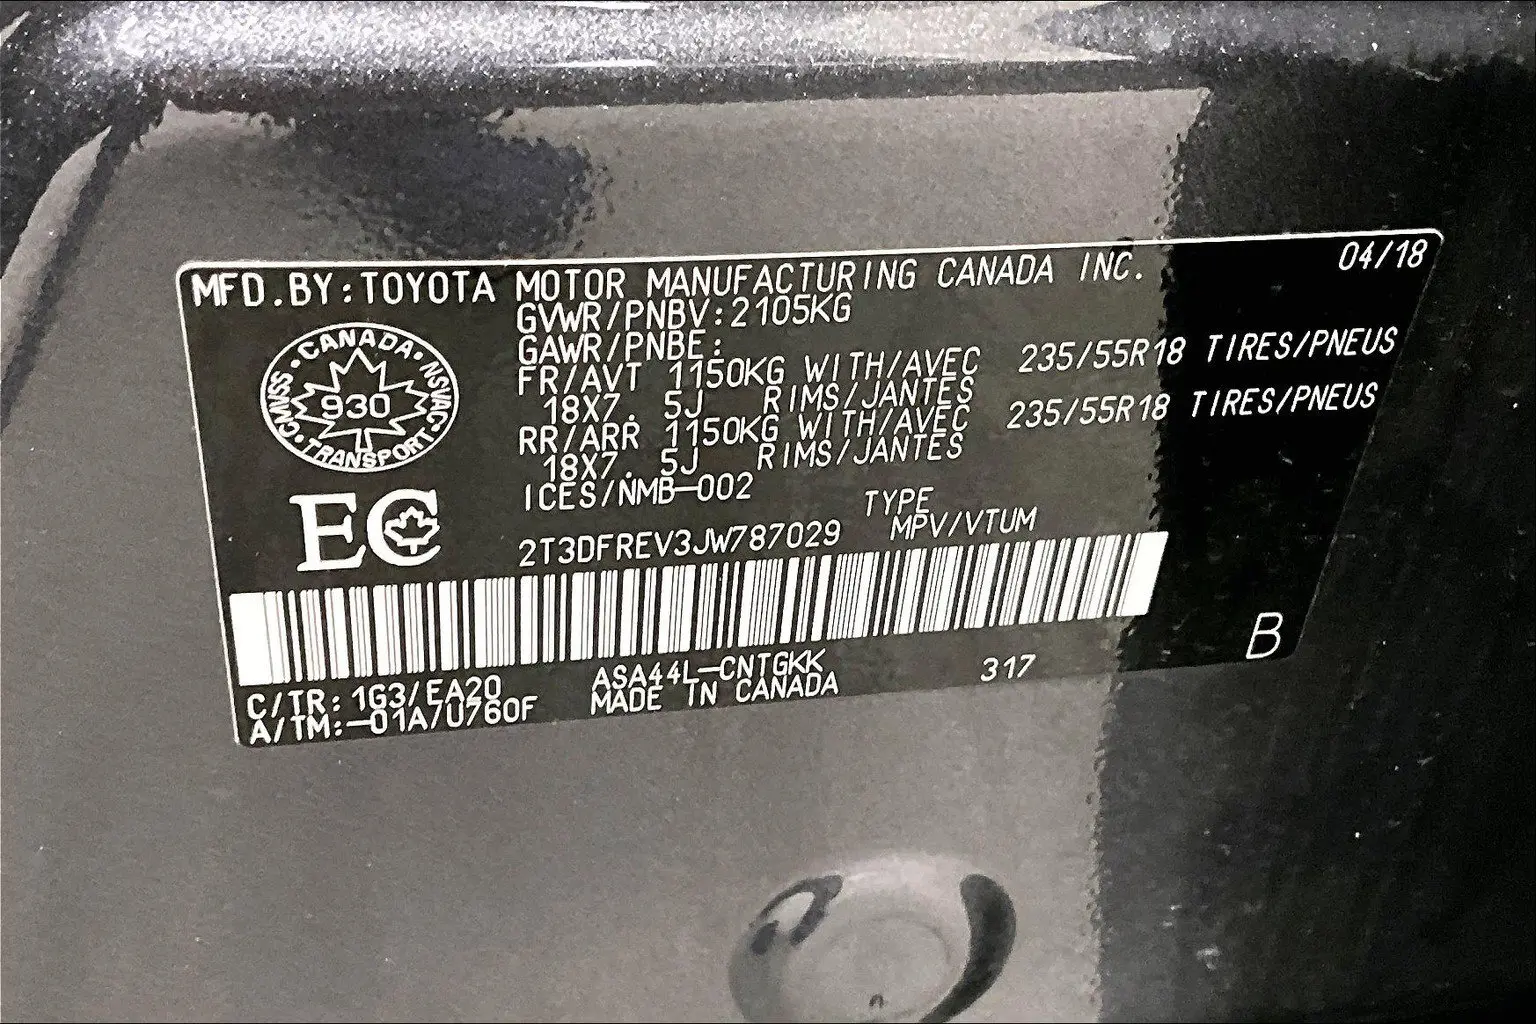 MFD.BY:TOYOTA MOTOR MANUFACTURING CANADA INC. 04/18
GVWR/PNBV:2105KG
GAWR/PNBE:
FR/AVT 1150KG WITH/AVEC 235/55R18 TIRES/PNEUS
18X7. 5J RIMS/JANTES
RR/ARR 1150KG WITH/AVEC 235/55R18 TIRES/PNEUS
18X7. 5J RIMS/JANTES
ICES/NMB-002
CANADA · NSVAC · TRANSPORT · CMVSS
930
EC
TYPE
2T3DFREV3JW787029 MPV/VTUM
B
C/TR: 1G3/EA20 ASA44L-CNTGKK 317
A/TM:-01A/U760F MADE IN CANADA